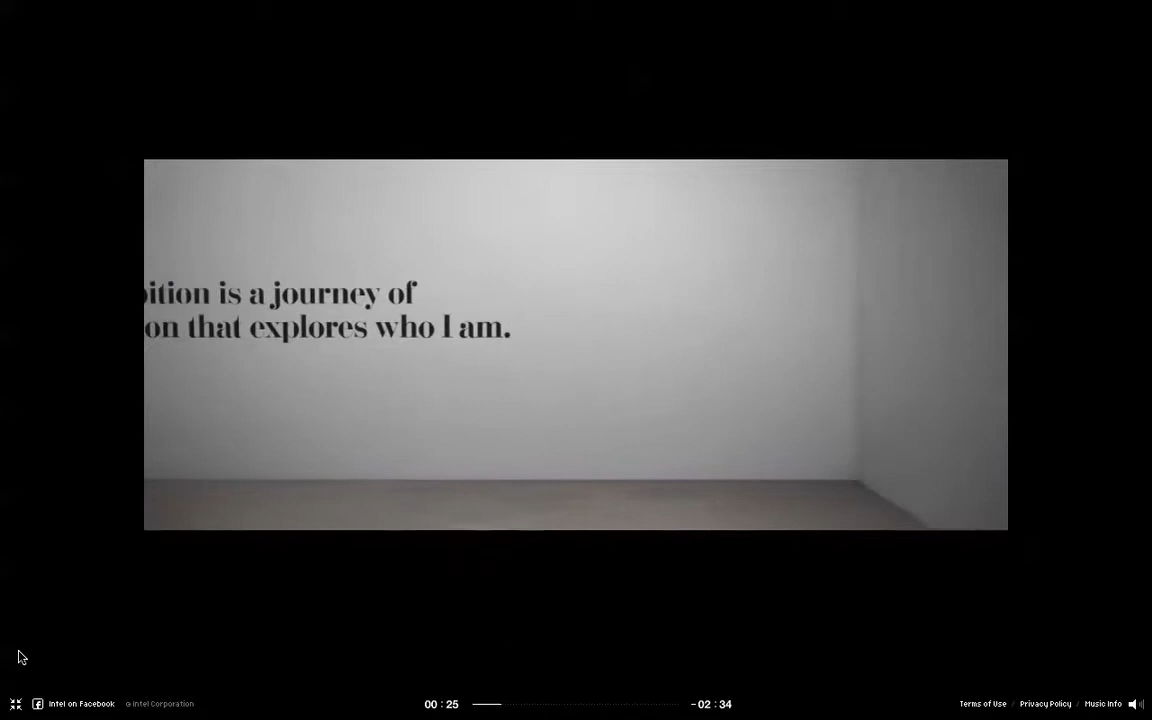 ition is a journey of
on that explores who I am.
Intel on Facebook
© Intel Corporation
00 : 25
-02 : 34
Terms of Use / Privacy Policy / Music Info